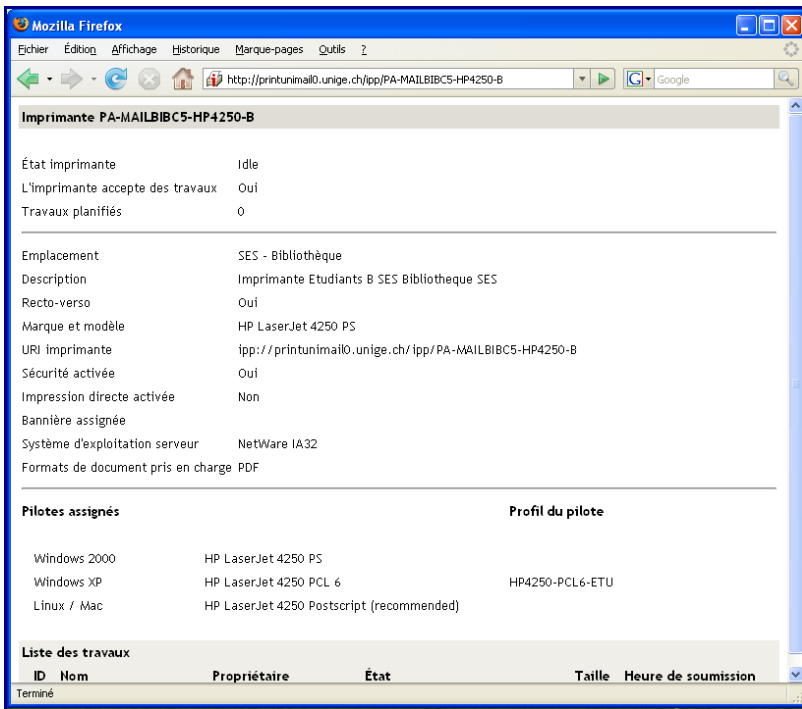 Mozilla Firefox
Fichier Édition Affichage Historique Marque-pages Outils ?
http://printunimail0.unige.ch/ipp/PA-MAILBIBC5-HP4250-B G Google
Imprimante PA-MAILBIBC5-HP4250-B
État imprimante Idle
L'imprimante accepte des travaux Oui
Travaux planifiés 0
Emplacement SES - Bibliothèque
Description Imprimante Etudiants B SES Bibliotheque SES
Recto-verso Oui
Marque et modèle HP LaserJet 4250 PS
URI imprimante ipp://printunimail0.unige.ch/ipp/PA-MAILBIBC5-HP4250-B
Sécurité activée Oui
Impression directe activée Non
Bannière assignée
Système d'exploitation serveur NetWare IA32
Formats de document pris en charge PDF
Pilotes assignés Profil du pilote
Windows 2000 HP LaserJet 4250 PS
Windows XP HP LaserJet 4250 PCL 6 HP4250-PCL6-ETU
Linux / Mac HP LaserJet 4250 Postscript (recommended)
Liste des travaux
ID Nom Propriétaire État Taille Heure de soumission
Terminé